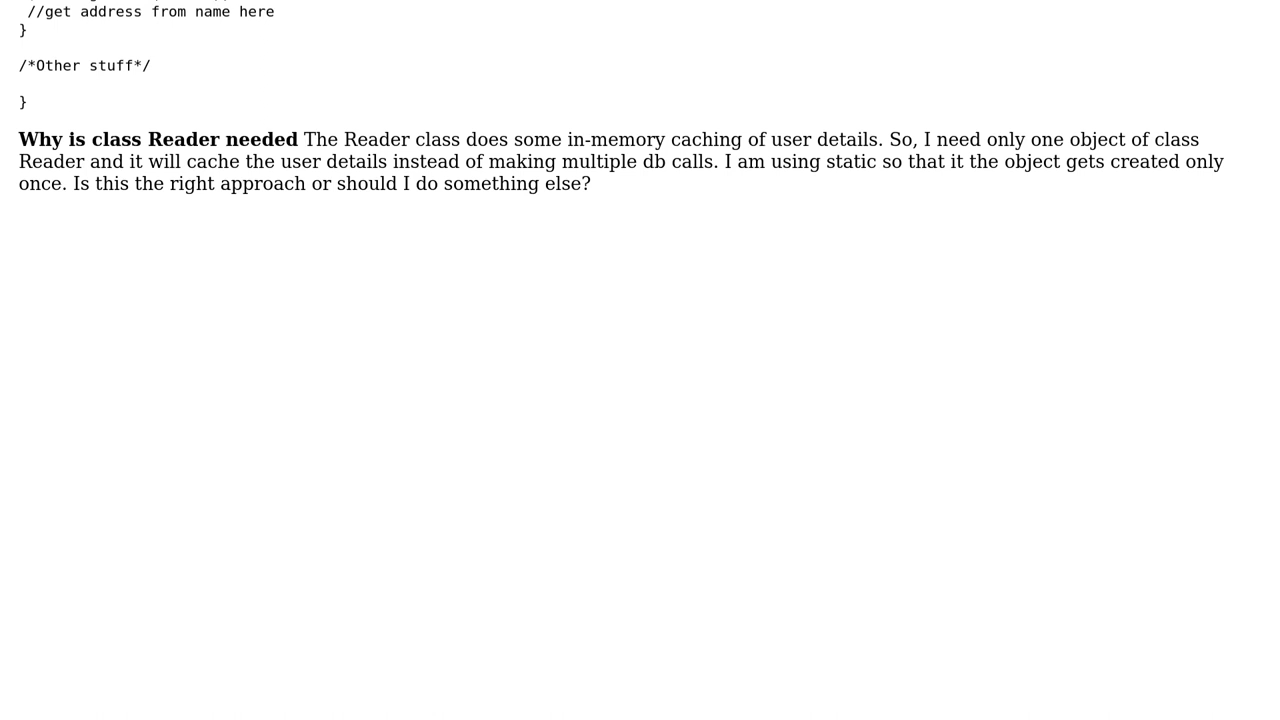 //get address from name here
}
/*Other stuff*/
}
Why is class Reader needed The Reader class does some in-memory caching of user details. So, I need only one object of class
Reader and it will cache the user details instead of making multiple db calls. I am using static so that it the object gets created only
once. Is this the right approach or should I do something else?